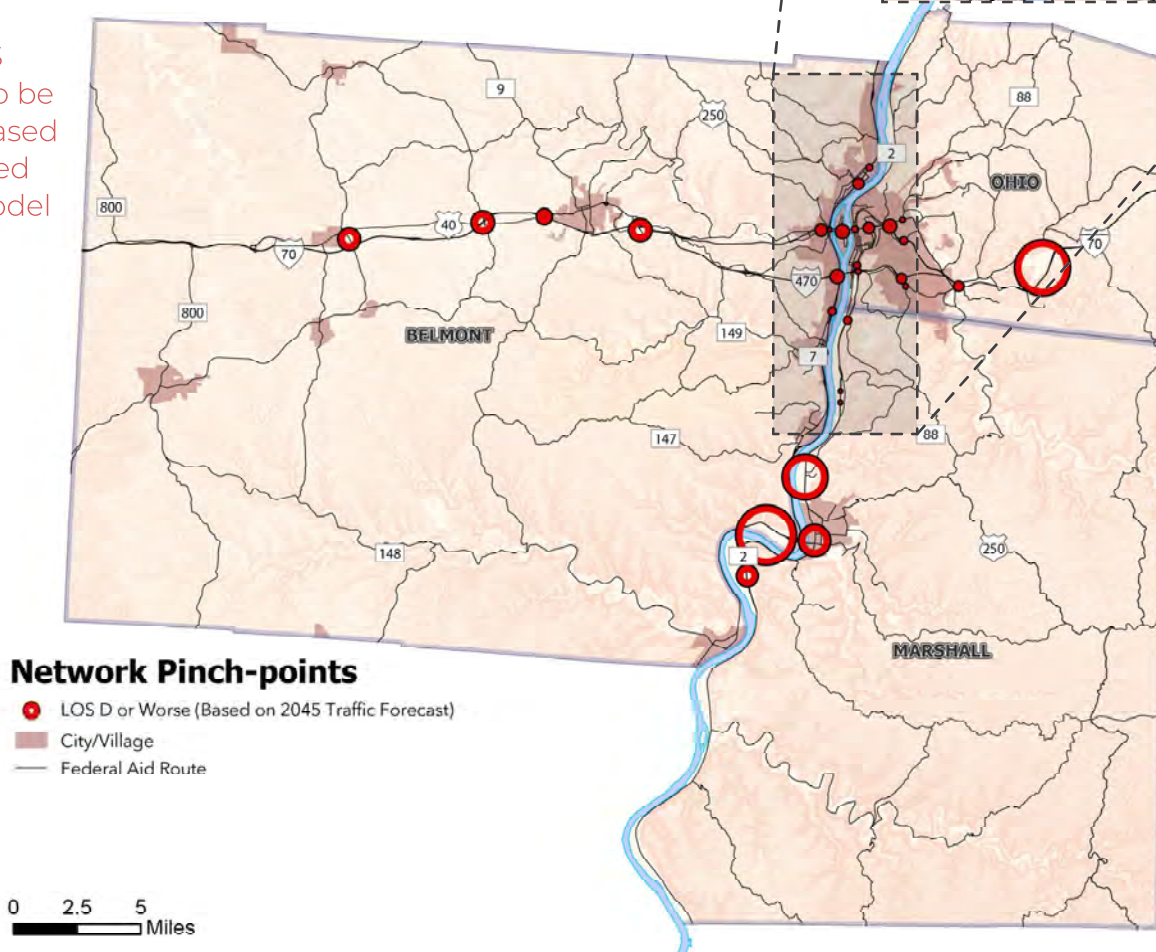 s
o be
ased
ed
odel
9
250
88
2
OHIO
800
40
70
70
470
800
BELMONT
149
7
147
88
148
2
250
MARSHALL
Network Pinch-points
LOS D or Worse (Based on 2045 Traffic Forecast)
City/Village
Federal Aid Route
0 2.5 5
Miles